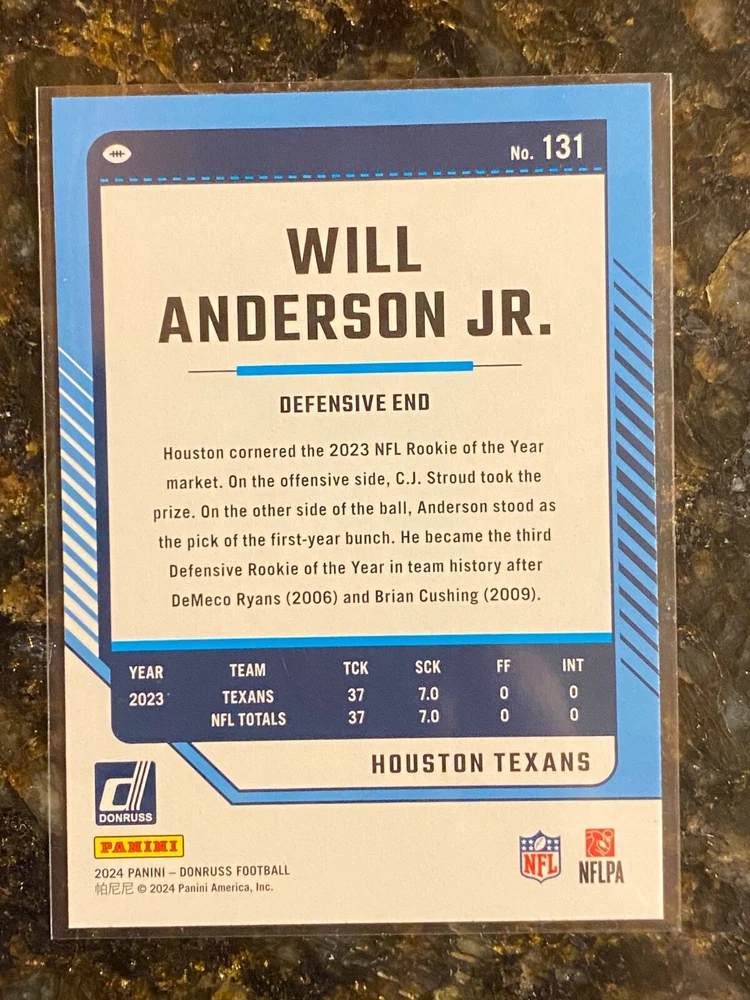 No. 131
WILL
ANDERSON JR.
DEFENSIVE END
Houston cornered the 2023 NFL Rookie of the Year
market. On the offensive side, C.J. Stroud took the
prize. On the other side of the ball, Anderson stood as
the pick of the first-year bunch. He became the third
Defensive Rookie of the Year in team history after
DeMeco Ryans (2006) and Brian Cushing (2009).
YEAR TEAM TCK SCK FF INT
2023 TEXANS 37 7.0 0 0
NFL TOTALS 37 7.0 0 0
HOUSTON TEXANS
DONRUSS
PANINI
2024 PANINI – DONRUSS FOOTBALL
帕尼尼 © 2024 Panini America, Inc.
NFL
NFLPA